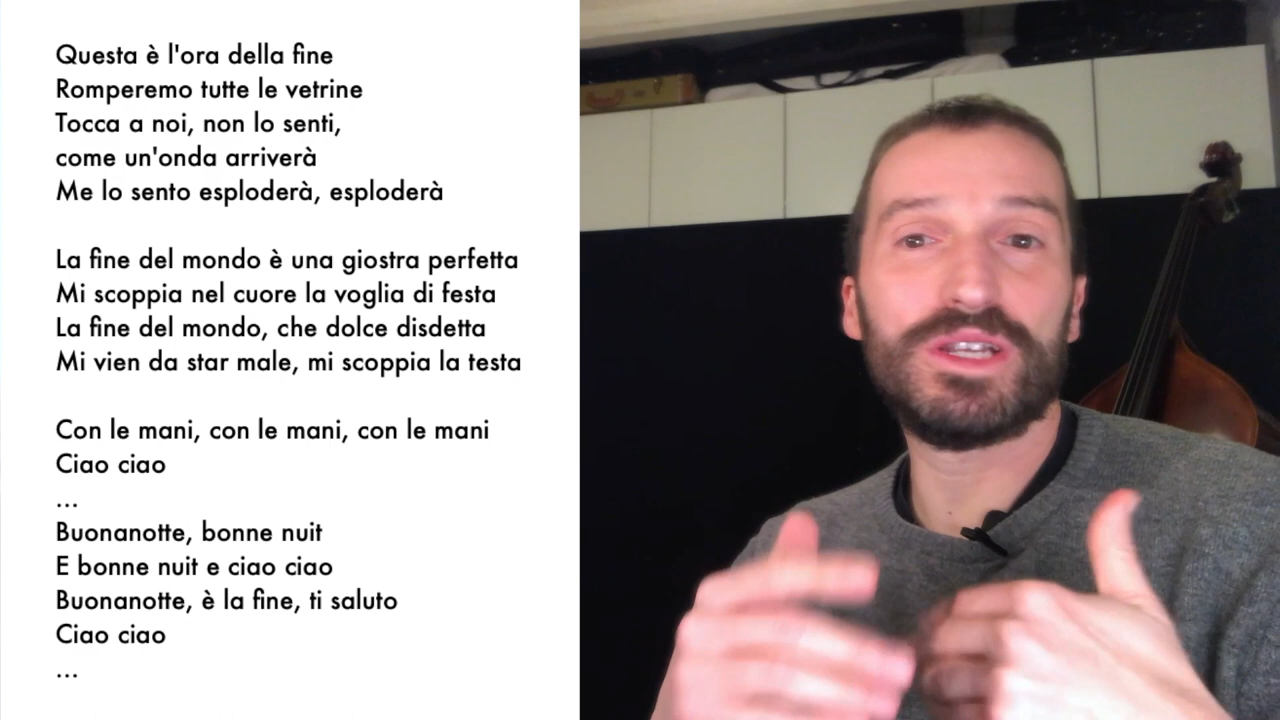 Questa è l'ora della fine
Romperemo tutte le vetrine
Tocca a noi, non lo senti,
come un'onda arriverà
Me lo sento esploderà, esploderà
La fine del mondo è una giostra perfetta
Mi scoppia nel cuore la voglia di festa
La fine del mondo, che dolce disdetta
Mi vien da star male, mi scoppia la testa
Con le mani, con le mani, con le mani
Ciao ciao
...
Buonanotte, bonne nuit
E bonne nuit e ciao ciao
Buonanotte, è la fine, ti saluto
Ciao ciao
...